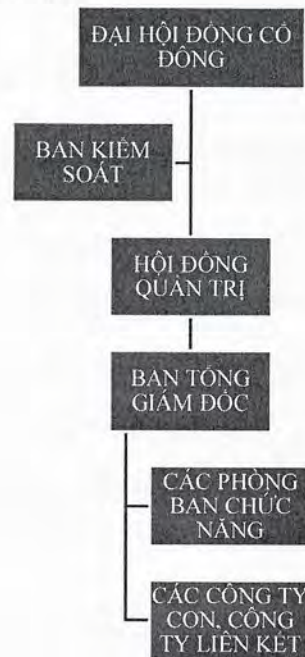 ĐẠI HỘI ĐỒNG CỔ
ĐÔNG
BAN KIỂM
SOÁT
HỘI ĐỒNG
QUẢN TRỊ
BAN TỔNG
GIÁM ĐỐC
CÁC PHÒNG
BAN CHỨC
NĂNG
CÁC CÔNG TY
CON, CÔNG
TY LIÊN KẾT